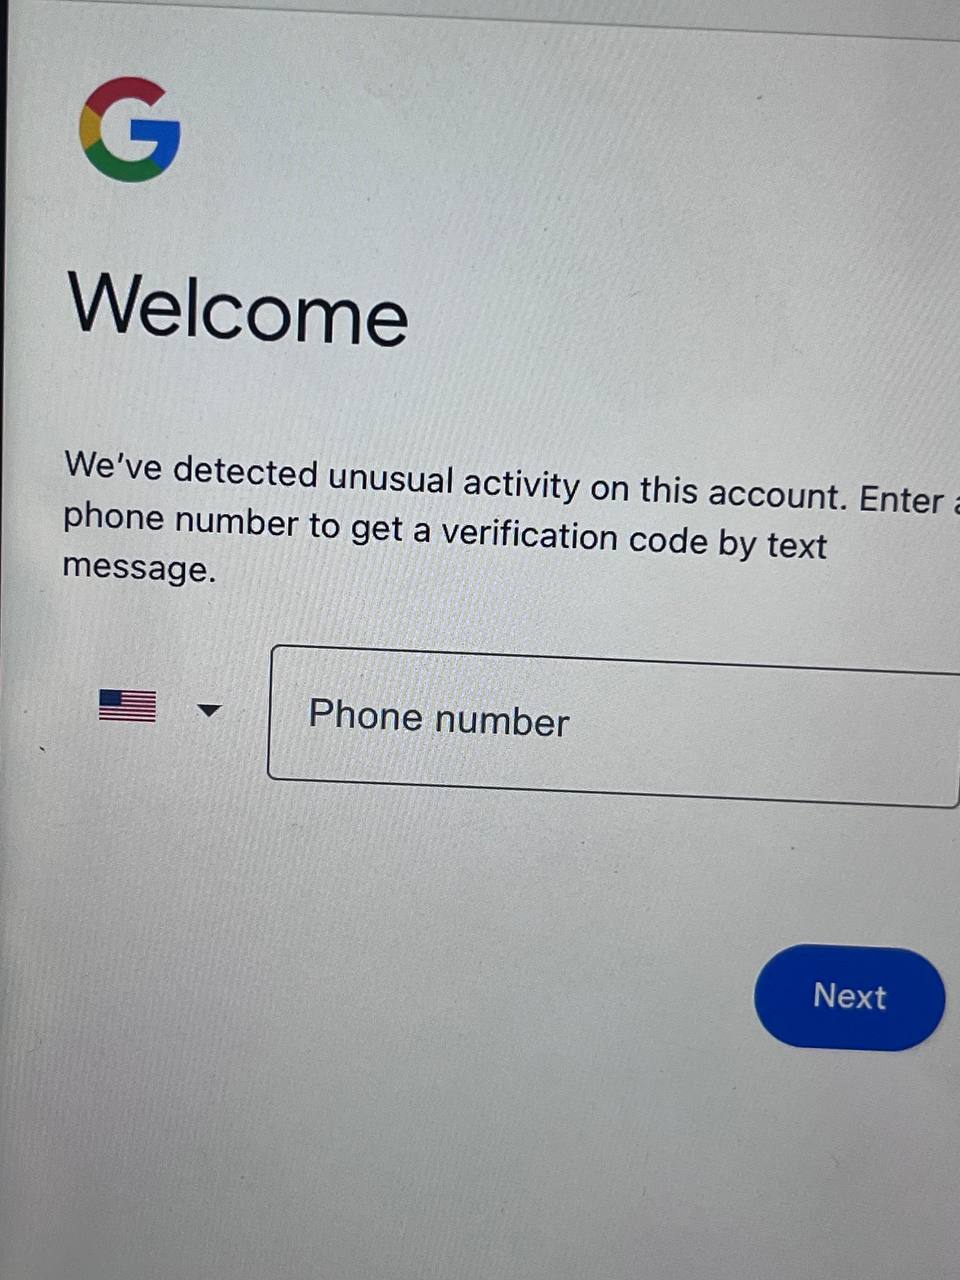 Welcome
We've detected unusual activity on this account. Enter a
phone number to get a verification code by text
message.
Phone number
Next